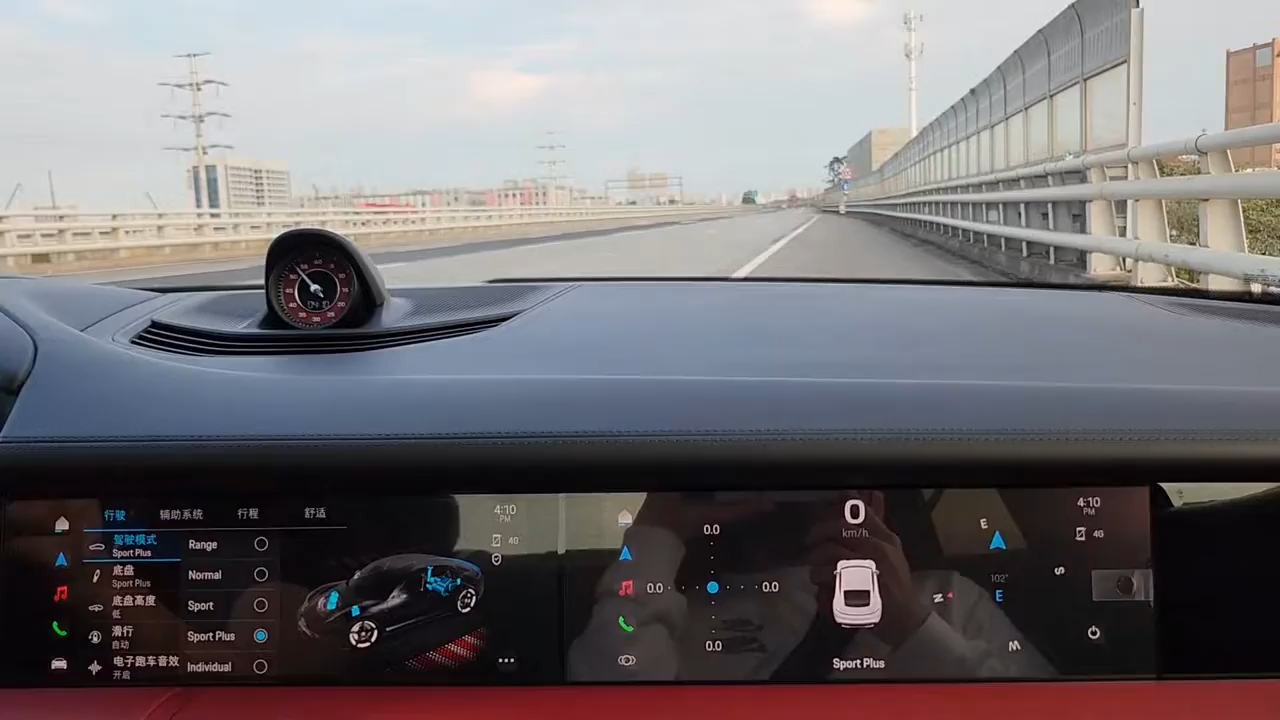 04:10
行驶 辅助系统 行程 舒适
驾驶模式
Sport Plus
底盘
Sport Plus
底盘高度
低
滑行
自动
电子跑车音效
开启
Range
Normal
Sport
Sport Plus
Individual
4:10
PM
4G
0.0
0.0 0.0
0.0
0
km/h
Sport Plus
E
102°
E
N
S
W
4:10
PM
4G